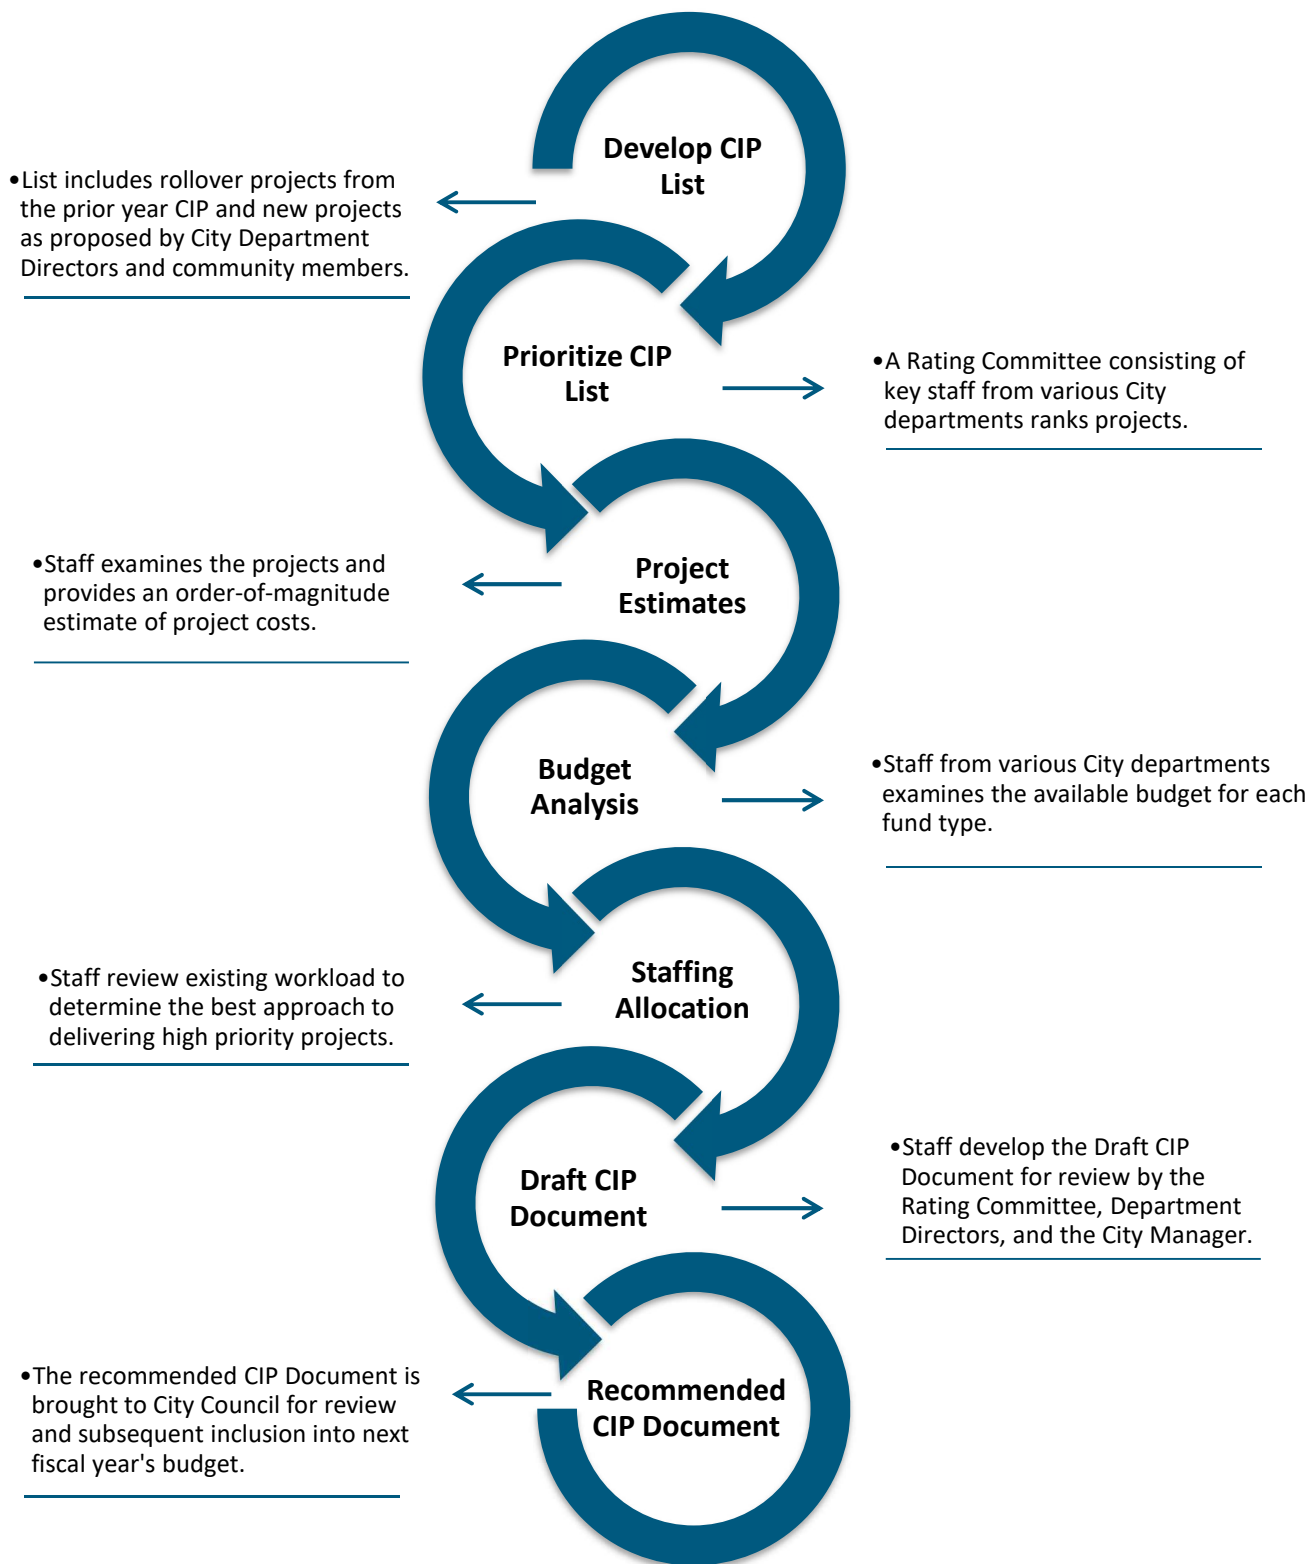 Develop CIP
List
•List includes rollover projects from
the prior year CIP and new projects
as proposed by City Department
Directors and community members.
Prioritize CIP
List
•A Rating Committee consisting of
key staff from various City
departments ranks projects.
Project
Estimates
•Staff examines the projects and
provides an order-of-magnitude
estimate of project costs.
Budget
Analysis
•Staff from various City departments
examines the available budget for each
fund type.
Staffing
Allocation
•Staff review existing workload to
determine the best approach to
delivering high priority projects.
Draft CIP
Document
•Staff develop the Draft CIP
Document for review by the
Rating Committee, Department
Directors, and the City Manager.
Recommended
CIP Document
•The recommended CIP Document is
brought to City Council for review
and subsequent inclusion into next
fiscal year's budget.